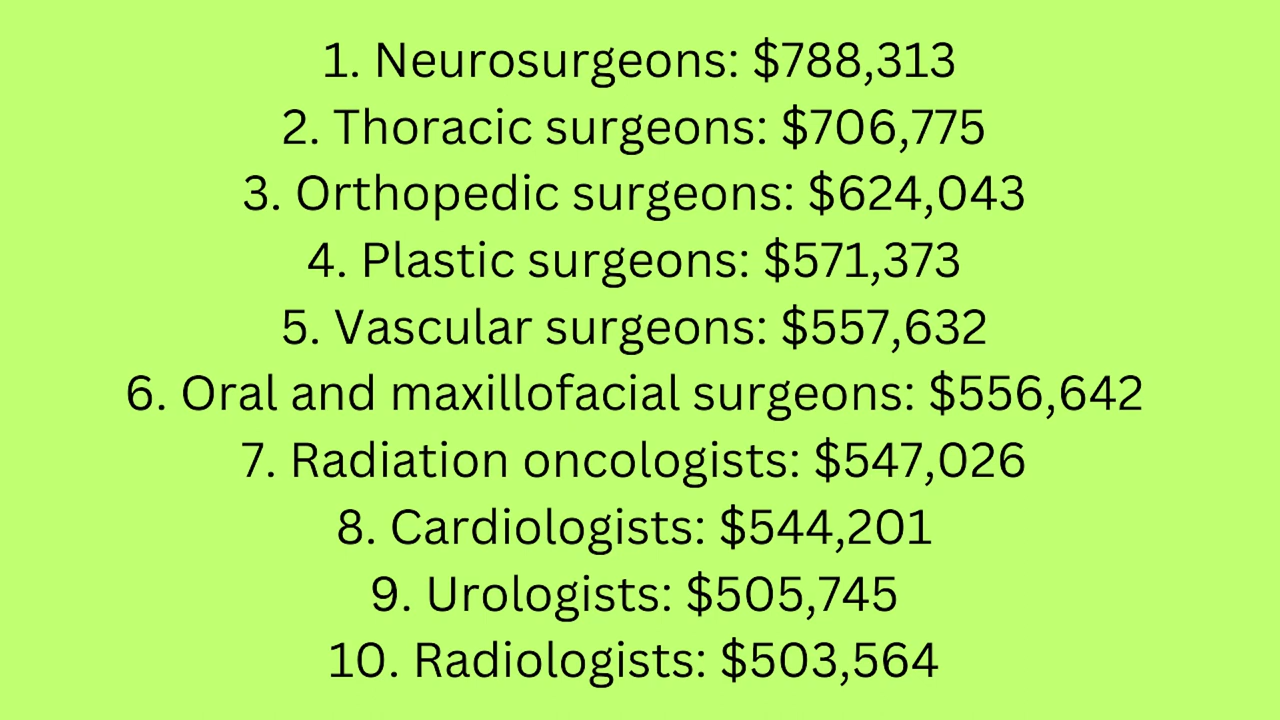 1. Neurosurgeons: $788,313
2. Thoracic surgeons: $706,775
3. Orthopedic surgeons: $624,043
4. Plastic surgeons: $571,373
5. Vascular surgeons: $557,632
6. Oral and maxillofacial surgeons: $556,642
7. Radiation oncologists: $547,026
8. Cardiologists: $544,201
9. Urologists: $505,745
10. Radiologists: $503,564